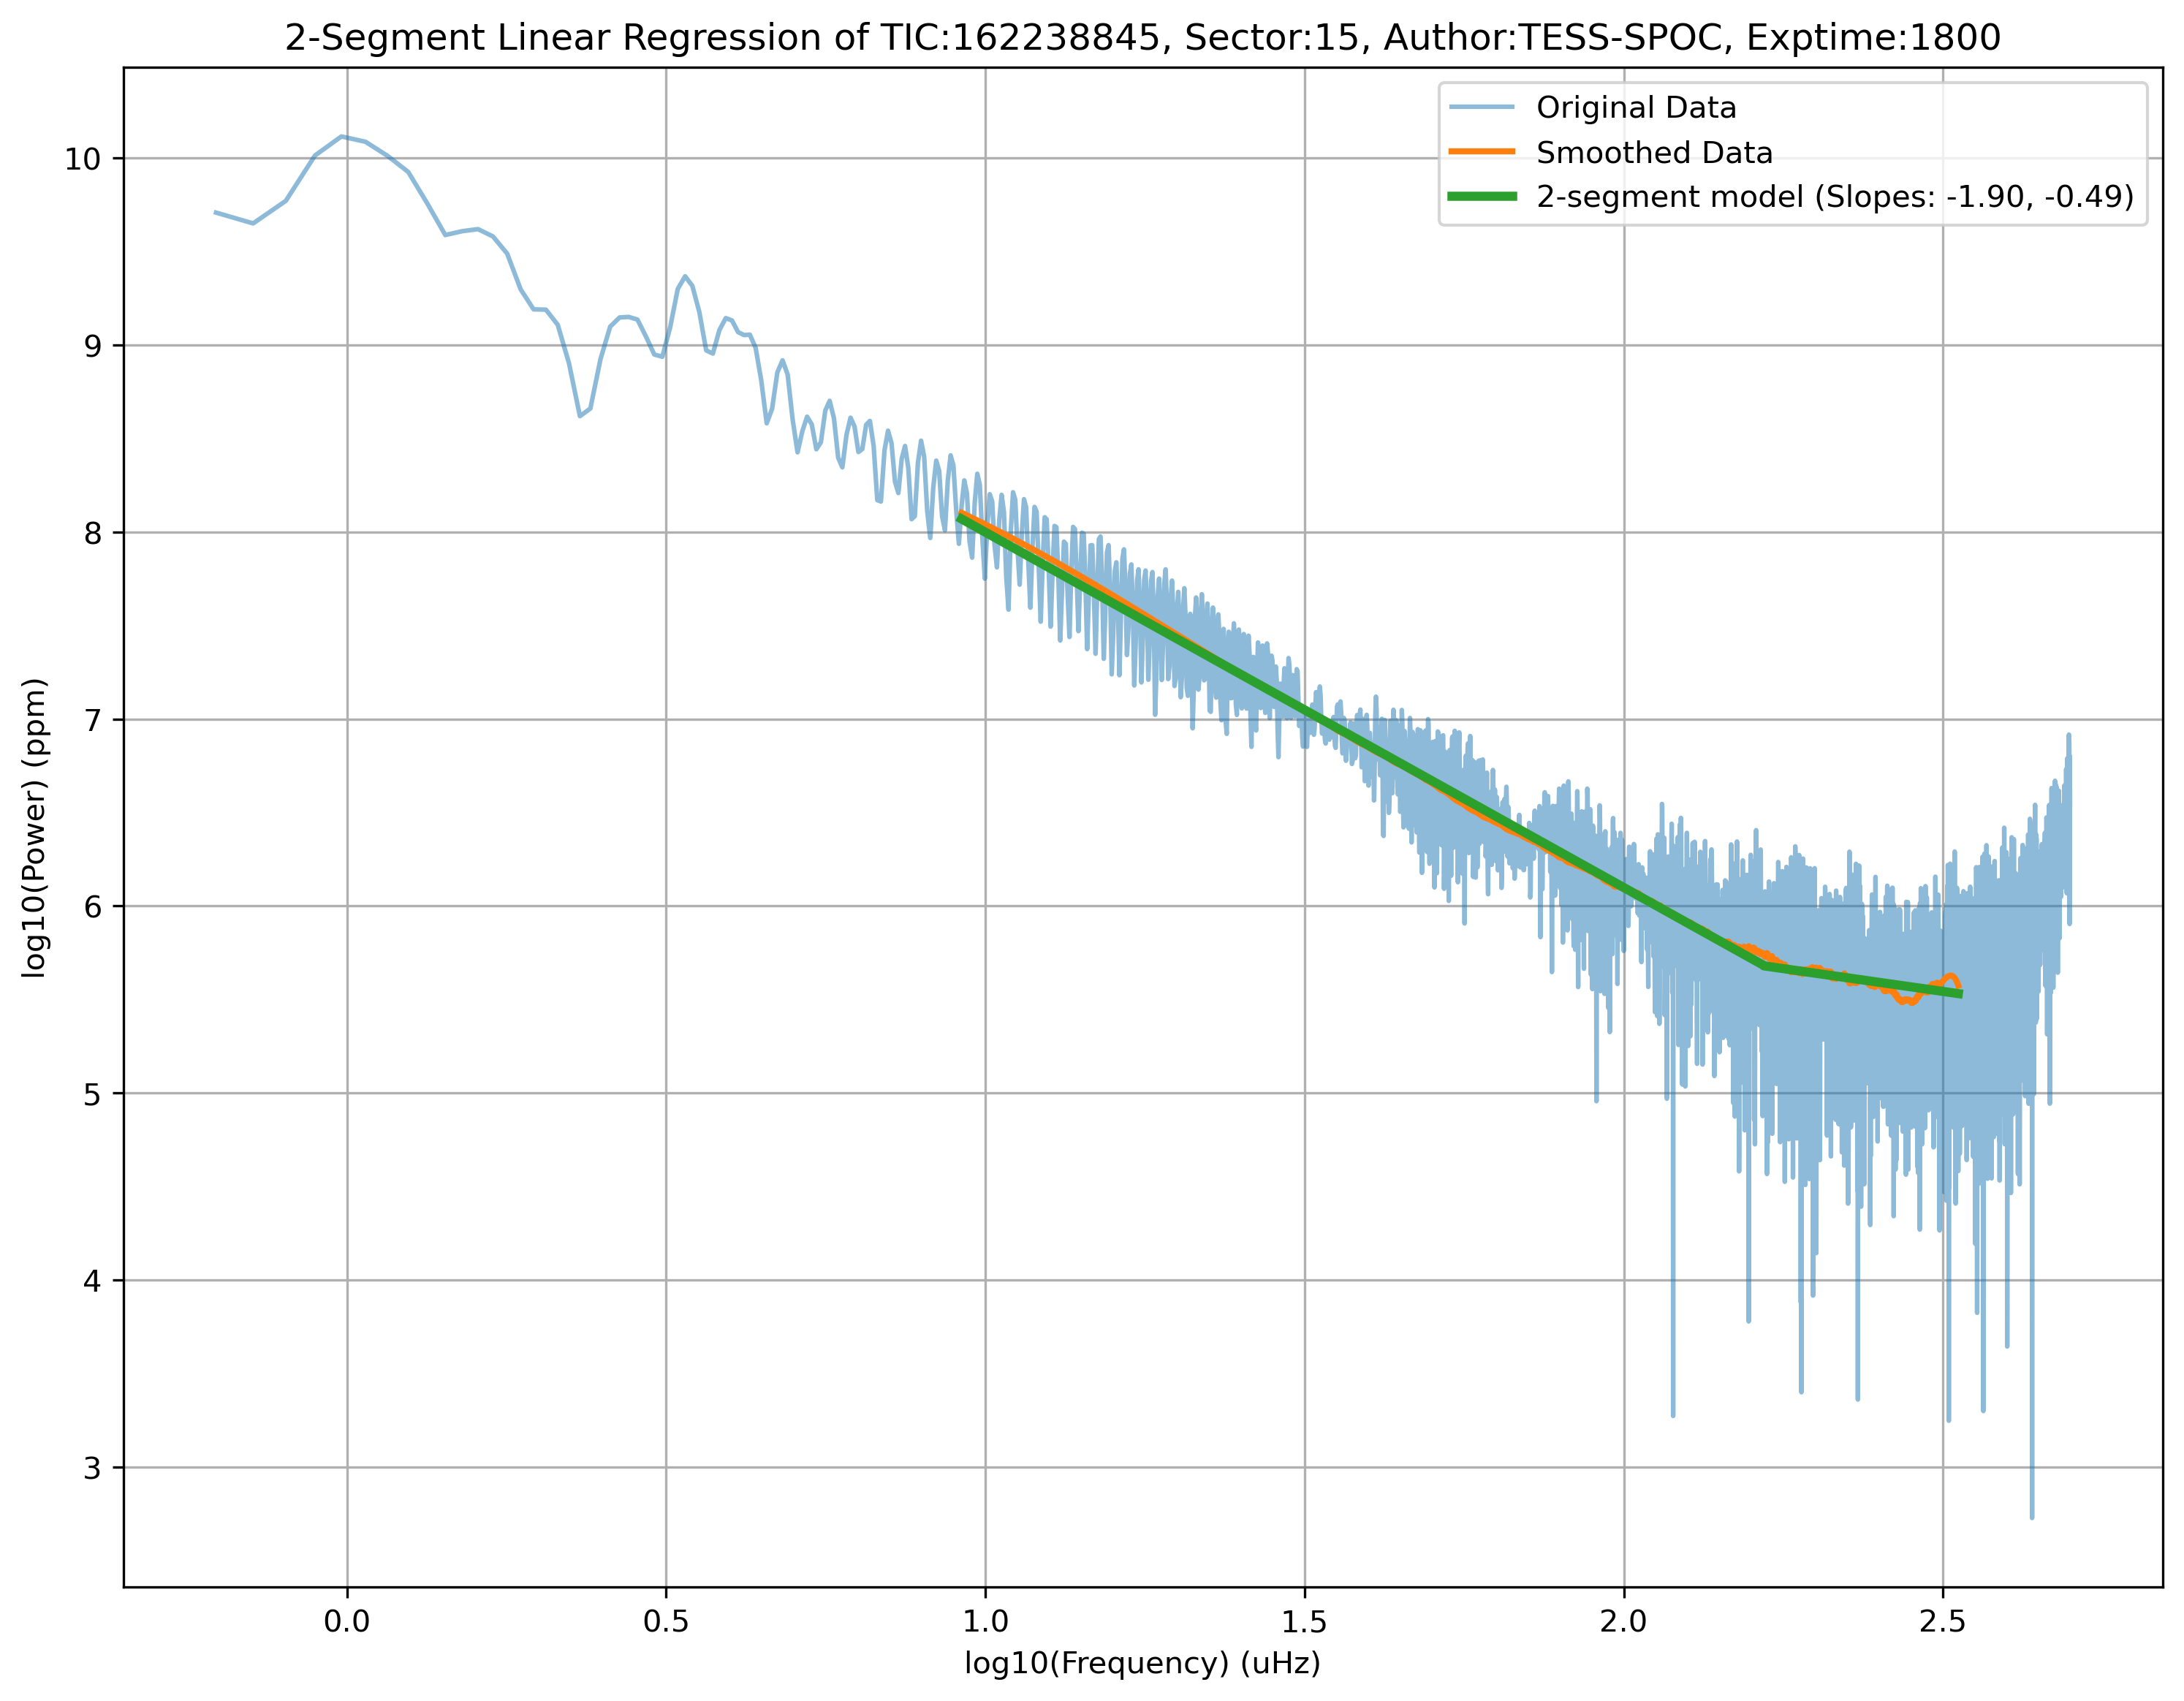 2-Segment Linear Regression of TIC:162238845, Sector:15, Author:TESS-SPOC, Exptime:1800
Original Data
Smoothed Data
2-segment model (Slopes: -1.90, -0.49)
log10(Power) (ppm)
10
9
8
7
6
5
4
3
0.0 0.5 1.0 1.5 2.0 2.5
log10(Frequency) (uHz)